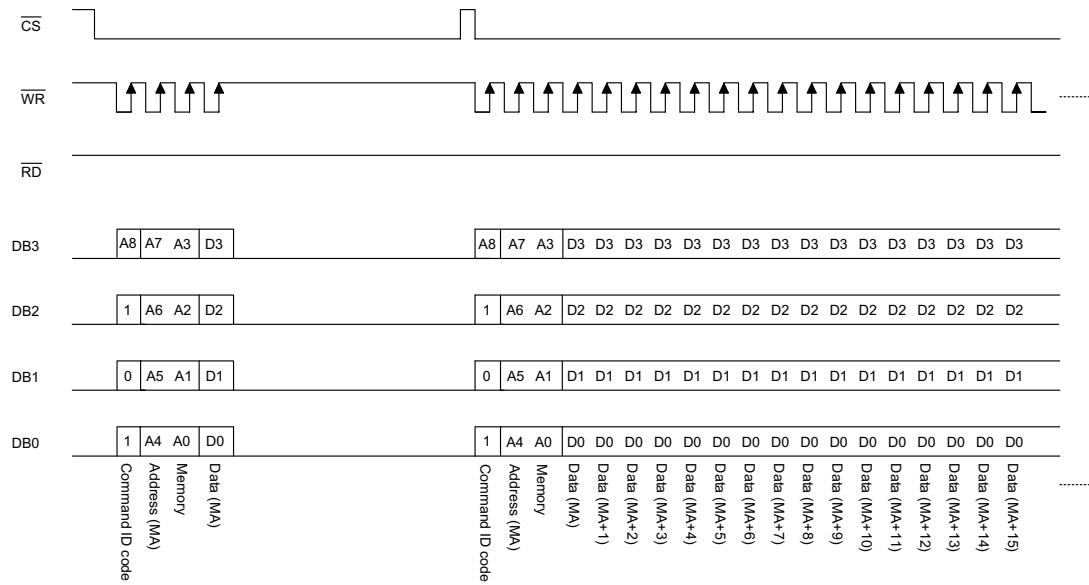 CS
WR
RD
DB3 A8 A7 A3 D3 A8 A7 A3 D3 D3 D3 D3 D3 D3 D3 D3 D3 D3 D3 D3 D3 D3 D3 D3
DB2 1 A6 A2 D2 1 A6 A2 D2 D2 D2 D2 D2 D2 D2 D2 D2 D2 D2 D2 D2 D2 D2 D2
DB1 0 A5 A1 D1 0 A5 A1 D1 D1 D1 D1 D1 D1 D1 D1 D1 D1 D1 D1 D1 D1 D1 D1
DB0 1 A4 A0 D0 1 A4 A0 D0 D0 D0 D0 D0 D0 D0 D0 D0 D0 D0 D0 D0 D0 D0 D0
Command ID code
Address (MA)
Memory
Data (MA)
Command ID code
Address (MA)
Memory
Data (MA)
Data (MA+1)
Data (MA+2)
Data (MA+3)
Data (MA+4)
Data (MA+5)
Data (MA+6)
Data (MA+7)
Data (MA+8)
Data (MA+9)
Data (MA+10)
Data (MA+11)
Data (MA+12)
Data (MA+13)
Data (MA+14)
Data (MA+15)